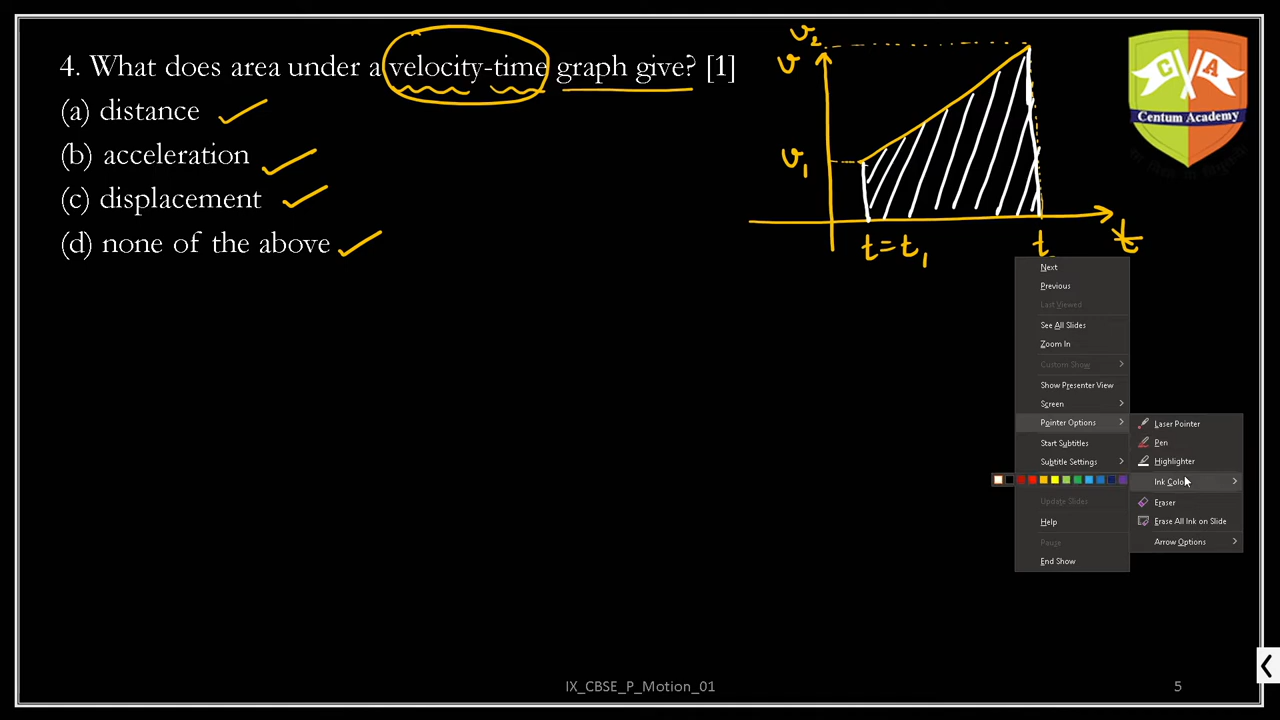 4. What does area under a velocity-time graph give? [1]
(a) distance
(b) acceleration
(c) displacement
(d) none of the above
v₂
v
v₁
t = t₁
t
t
C A
Centum Academy
Next
Previous
Last Viewed
See All Slides
Zoom In
Custom Show
Show Presenter View
Screen
Pointer Options
Start Subtitles
Subtitle Settings
Update Slides
Help
Pause
End Show
Laser Pointer
Pen
Highlighter
Ink Colo
Eraser
Erase All Ink on Slide
Arrow Options
IX_CBSE_P_Motion_01
5